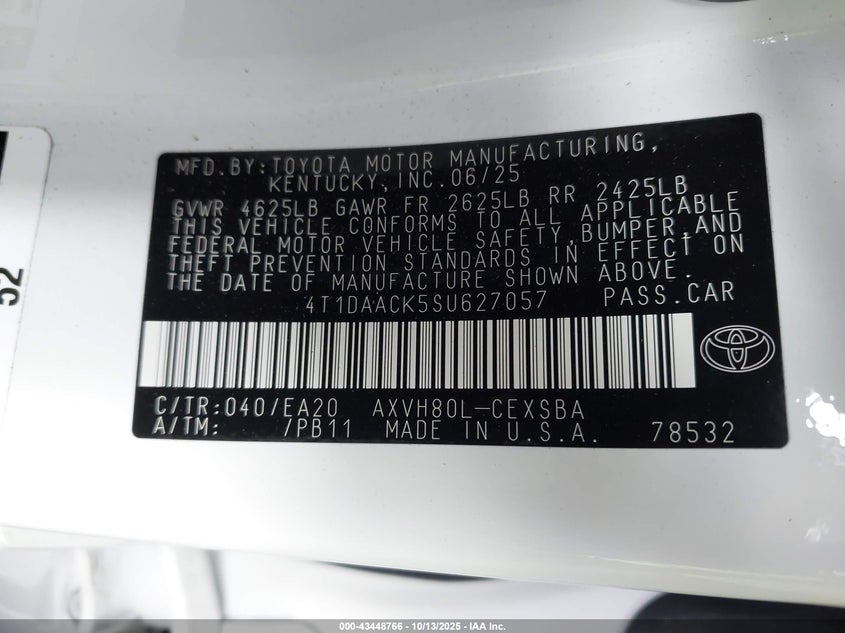 MFD.BY:TOYOTA MOTOR MANUFACTURING,
KENTUCKY,INC.06/25
GVWR 4625LB GAWR FR 2625LB RR 2425LB
THIS VEHICLE CONFORMS TO ALL APPLICABLE
FEDERAL MOTOR VEHICLE SAFETY,BUMPER,AND
THEFT PREVENTION STANDARDS IN EFFECT ON
THE DATE OF MANUFACTURE SHOWN ABOVE.
4T1DAACK5SU627057 PASS.CAR
C/TR:040/EA20 AXVH80L-CEXSBA
A/TM: /PB11 MADE IN U.S.A. 78532
52
000-43448766 - 10/13/2025 - IAA Inc.